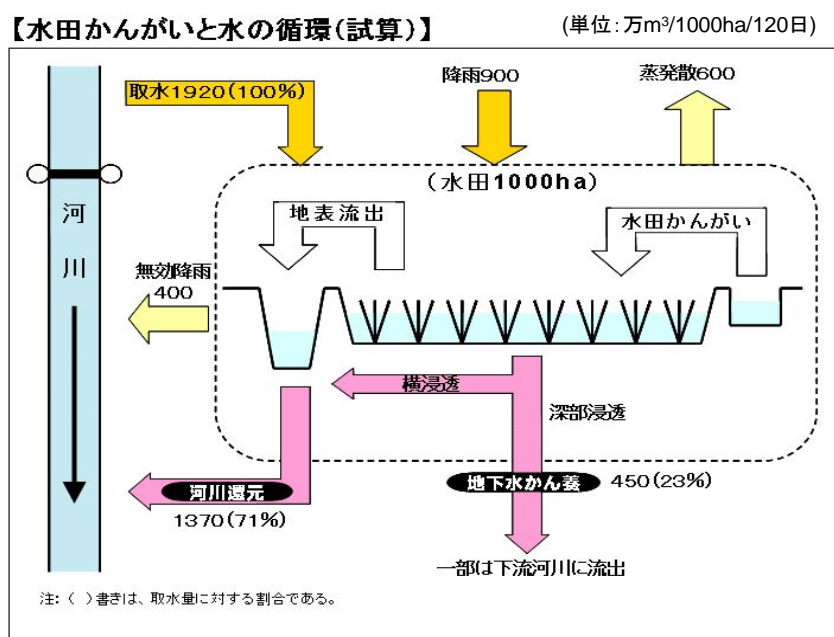 【水田かんがいと水の循環(試算)】
(単位:万m³/1000ha/120日)
取水1920(100%)
降雨900
蒸発散600
(水田1000ha)
地表流出
水田かんがい
河川
無効降雨
400
横浸透
深部浸透
河川還元
1370(71%)
地下水かん養
450(23%)
一部は下流河川に流出
注:( )書きは、取水量に対する割合である。